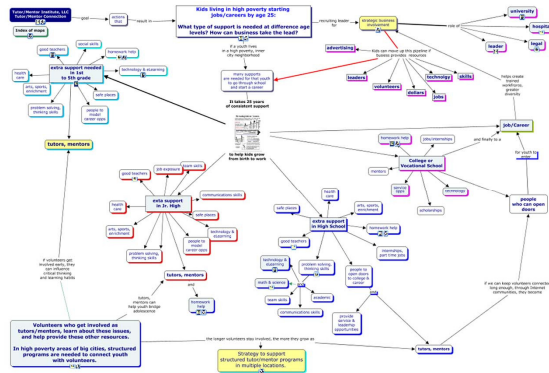 Tutor/Mentor Institute, LLC
Tutor/Mentor Connection
goal
actions
that
result in
Index of maps
Kids living in high poverty starting
jobs/careers by age 25:
What type of support is needed at difference age
levels? How can business take the lead?
recruiting leader
for
strategic business
involvement
role of
university
hospital
leader
legal
advertising
Kids can move up this pipeline if
business provides resources
leaders
volunteers
dollars
jobs
technology
skills
helps create
trained
workforce,
greater
diversity
if a youth lives
in a high poverty, inner
city neighborhood
many supports
are needed for that youth
to go through school
and start a career
It takes 25 years
of consistent support
to help kids grow
from birth to work
social skills
good teachers
homework help
health
care
extra support needed
in 1st
to 5th grade
technology & eLearning
arts, sports,
enrichment
safe places
problem solving,
thinking skills
people to
model
career opps
tutors, mentors
job/Career
and finally to a
for youth to
people
who can open
doors
homework help
jobs/internships
College or
Vocational School
mentors
service
opps
technology
scholarships
job exposure
team skills
good teachers
communications skills
health
care
exta support
in Jr. High
safe places
arts, sports,
enrichment
technology &
eLearning
people to
model
career opps
problem solving,
thinking skills
tutors, mentors
and
homework
help
tutors,
mentors can
help youth bridge
adolescence
health
care
safe places
arts, sports,
enrichment
extra support
in High School
homework help
good teachers
internships,
part time jobs
technology &
eLearning
problem solving,
thinking skills
people to
open doors
to college &
career
math & science
academic
team skills
communications skills
provide
service &
leadership
opportunities
tutors, mentors
if volunteers get
involved early, they
can influence
critical thinking
and learning habits
if we can keep volunteers connected
long enough, through Internet
communities, they become
Volunteers who get involved as
tutors/mentors, learn about these issues,
and help provide these other resources.
In high poverty areas of big cities, structured
programs are needed to connect youth
with volunteers.
the longer volunteers stay involved, the more they grow as
Strategy to support
structured tutor/mentor programs
in multiple locations.